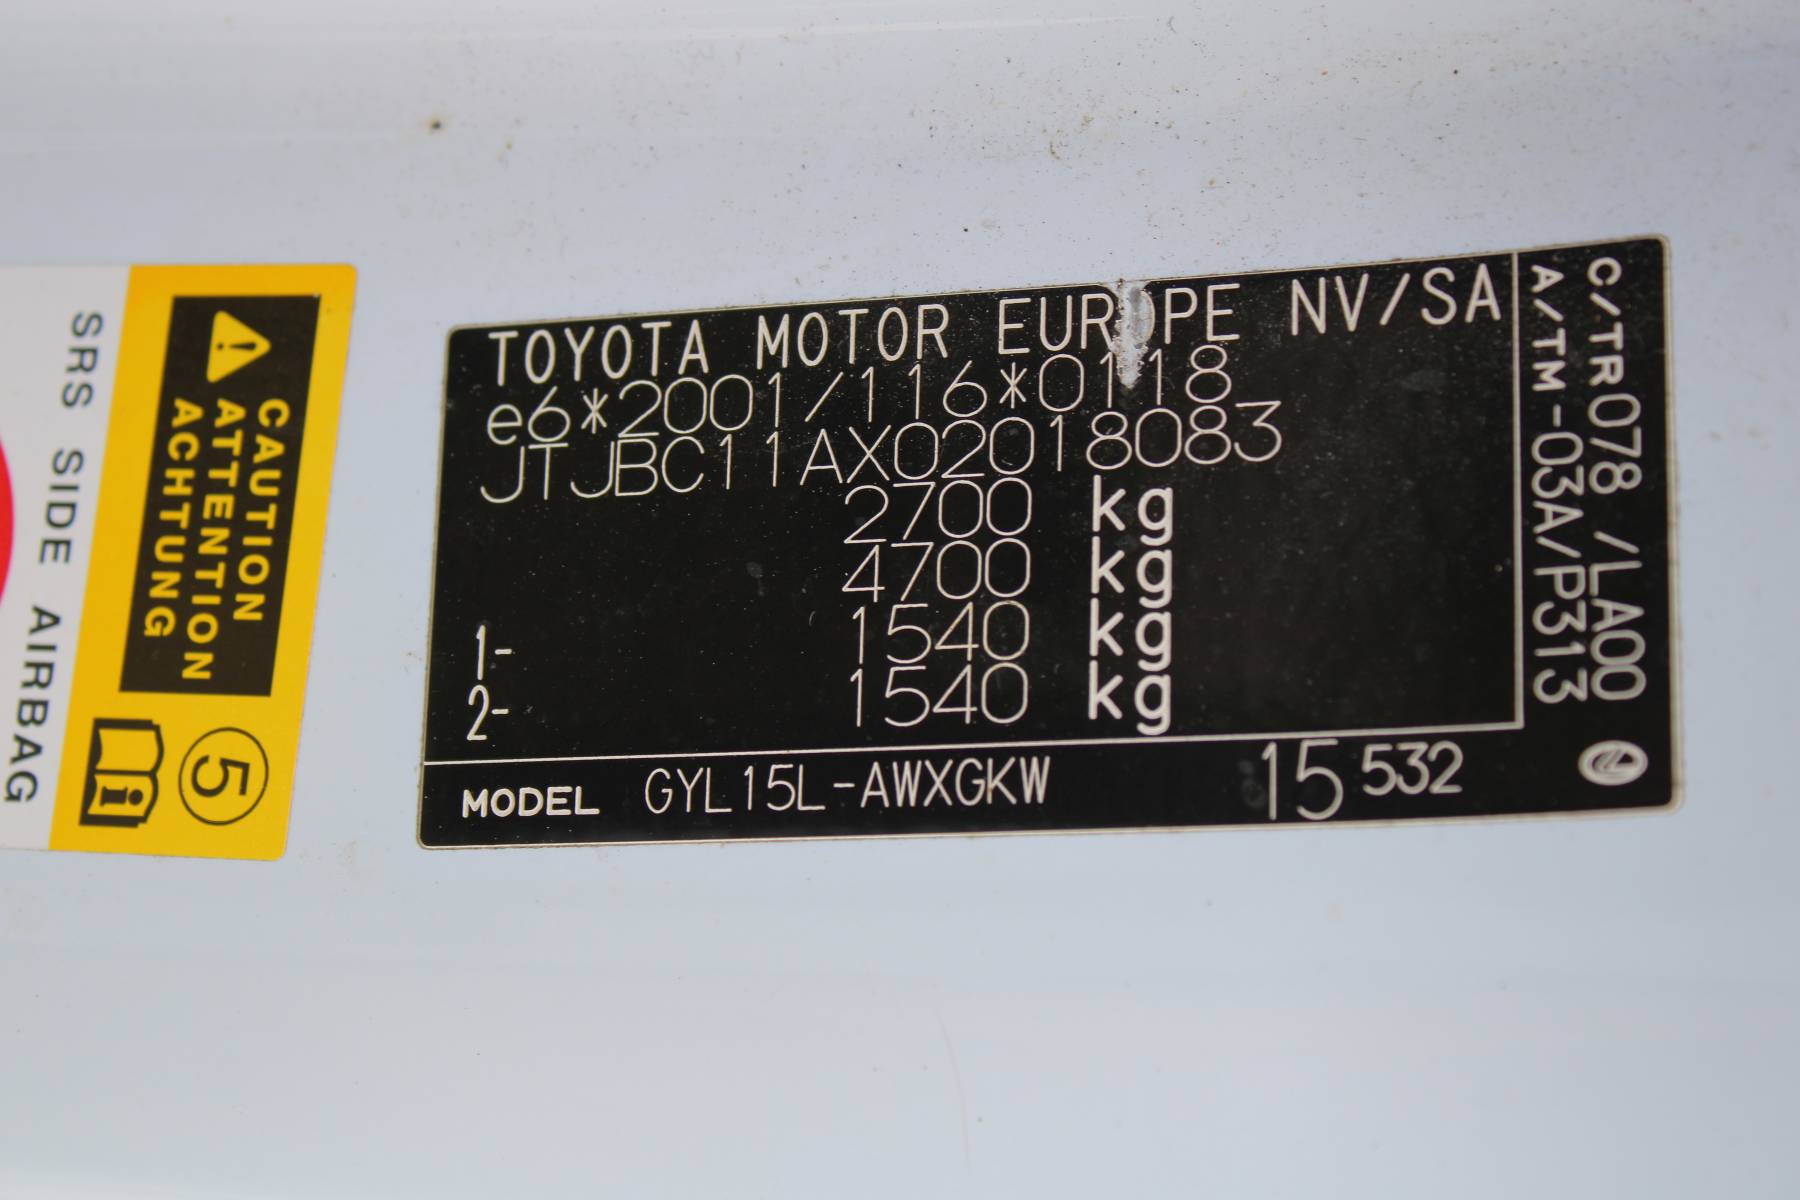 SRS SIDE AIRBAG
CAUTION
ATTENTION
ACHTUNG
i
5
TOYOTA MOTOR EUROPE NV/SA
e6*2001/116*0118
JTJBC11AX02018083
2700 kg
4700 kg
1- 1540 kg
2- 1540 kg
MODEL GYL15L-AWXGKW 15 532
C/TR078 /LA00
A/TM-03A/P313